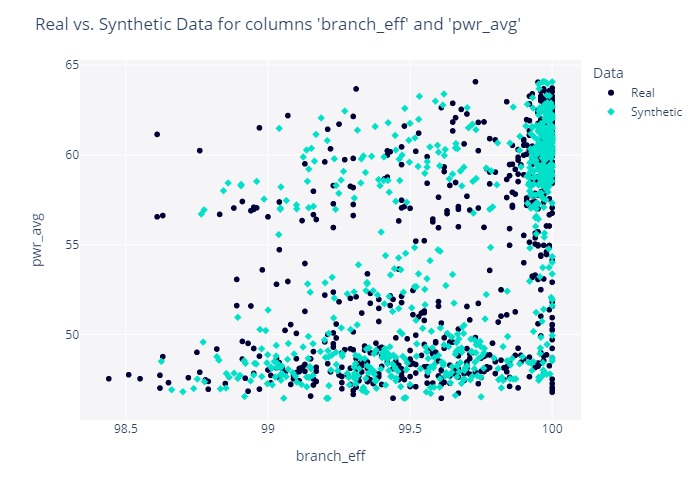 Real vs. Synthetic Data for columns 'branch_eff' and 'pwr_avg'
Data
Real
Synthetic
65
60
55
50
pwr_avg
98.5
99
99.5
100
branch_eff